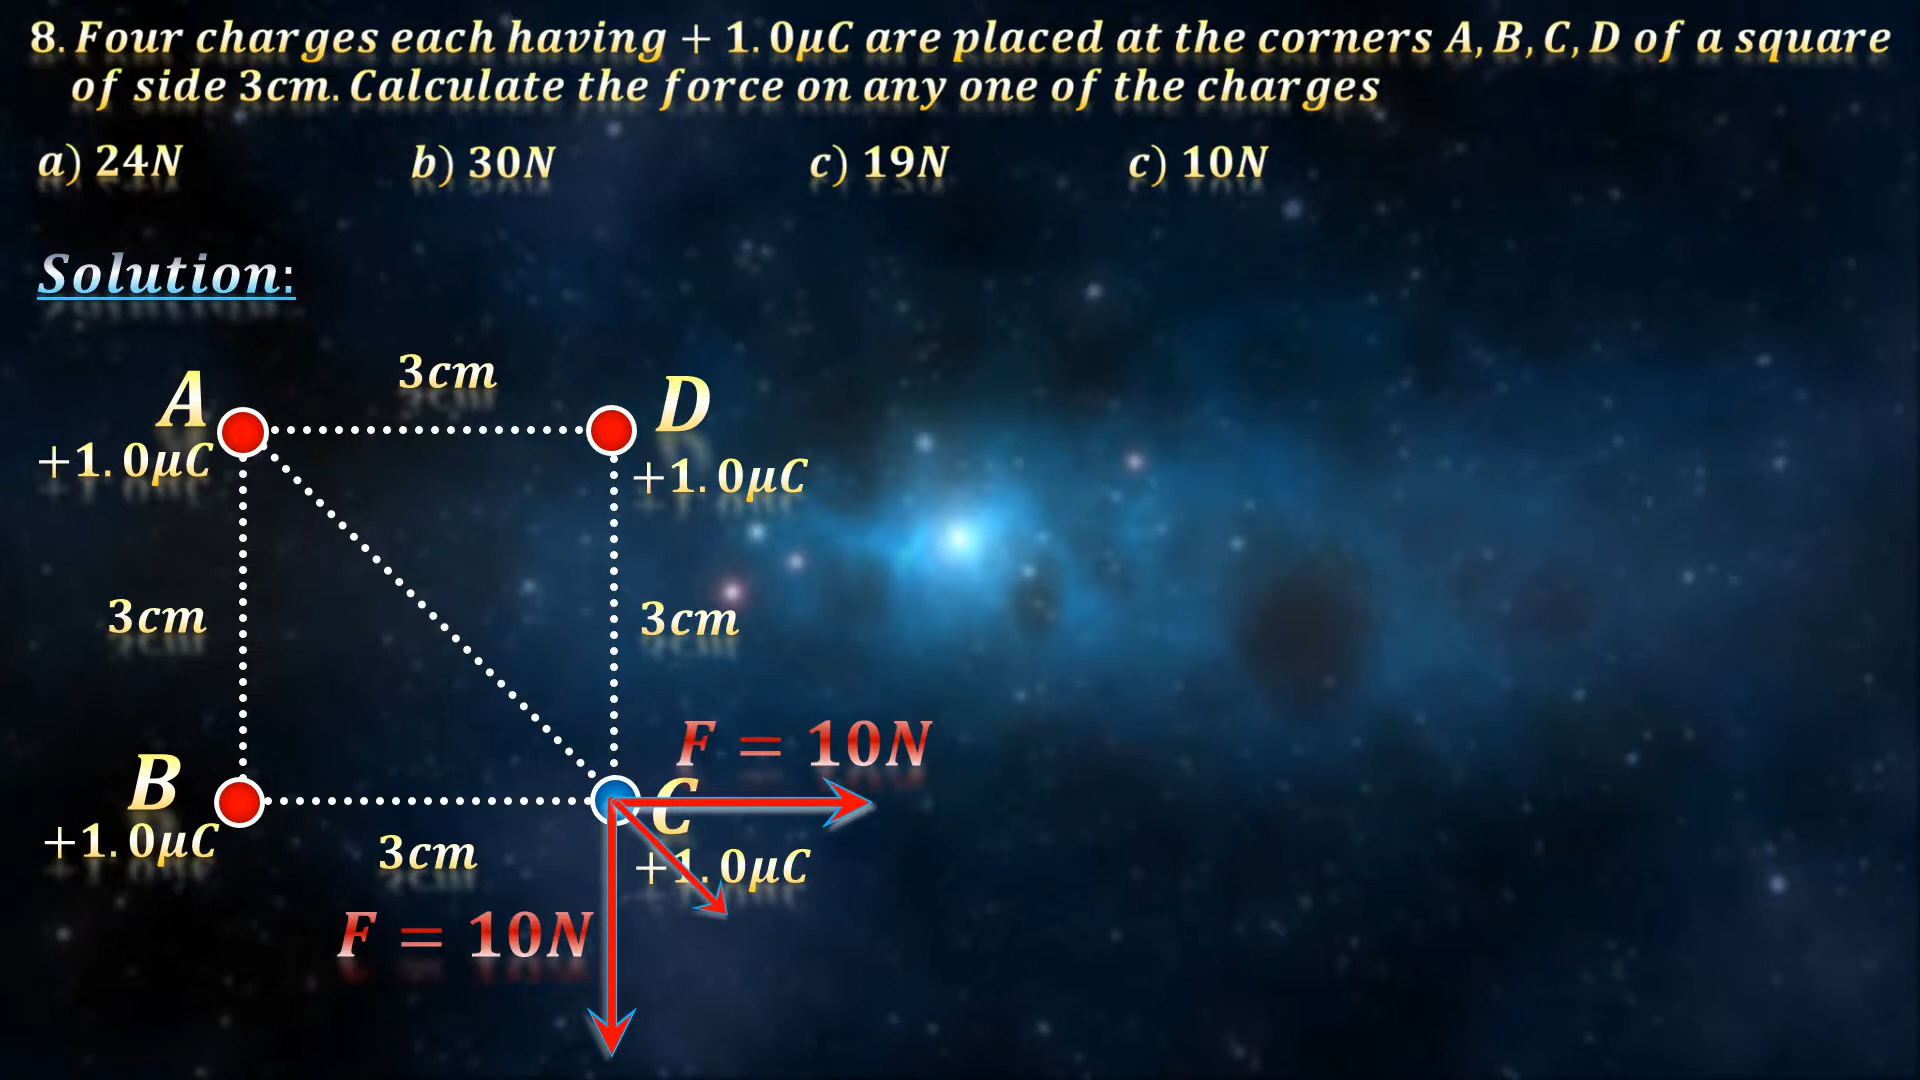 8. Four charges each having + 1.0μC are placed at the corners A, B, C, D of a square
of side 3cm. Calculate the force on any one of the charges
a) 24N b) 30N c) 19N c) 10N
Solution:
3cm
A D
+1.0μC +1.0μC
3cm 3cm
F = 10N
B C
+1.0μC 3cm +1.0μC
F = 10N